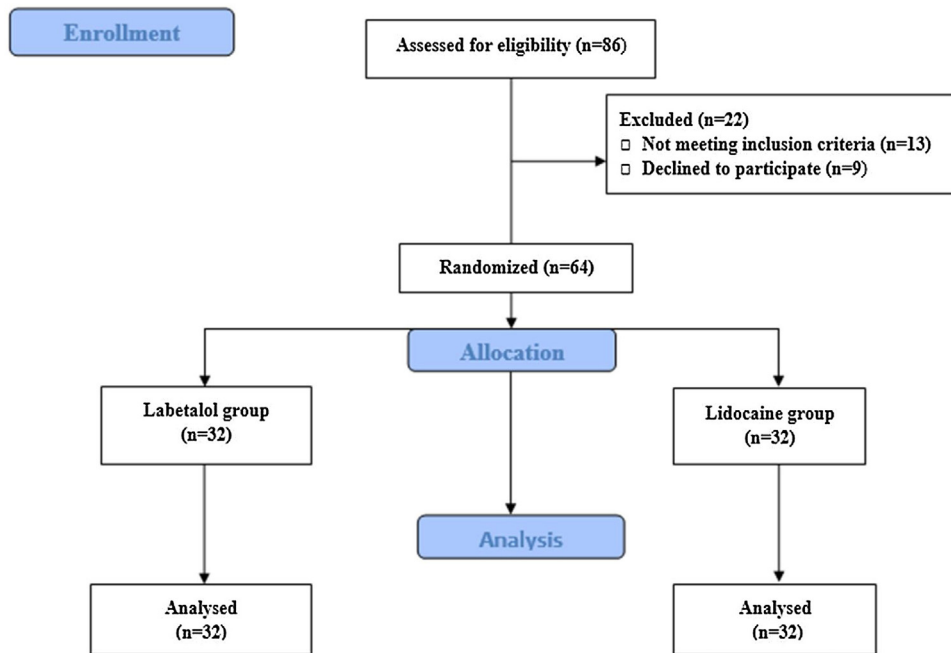 Enrollment
Assessed for eligibility (n=86)
Excluded (n=22)
□ Not meeting inclusion criteria (n=13)
□ Declined to participate (n=9)
Randomized (n=64)
Allocation
Labetalol group
(n=32)
Lidocaine group
(n=32)
Analysis
Analysed
(n=32)
Analysed
(n=32)